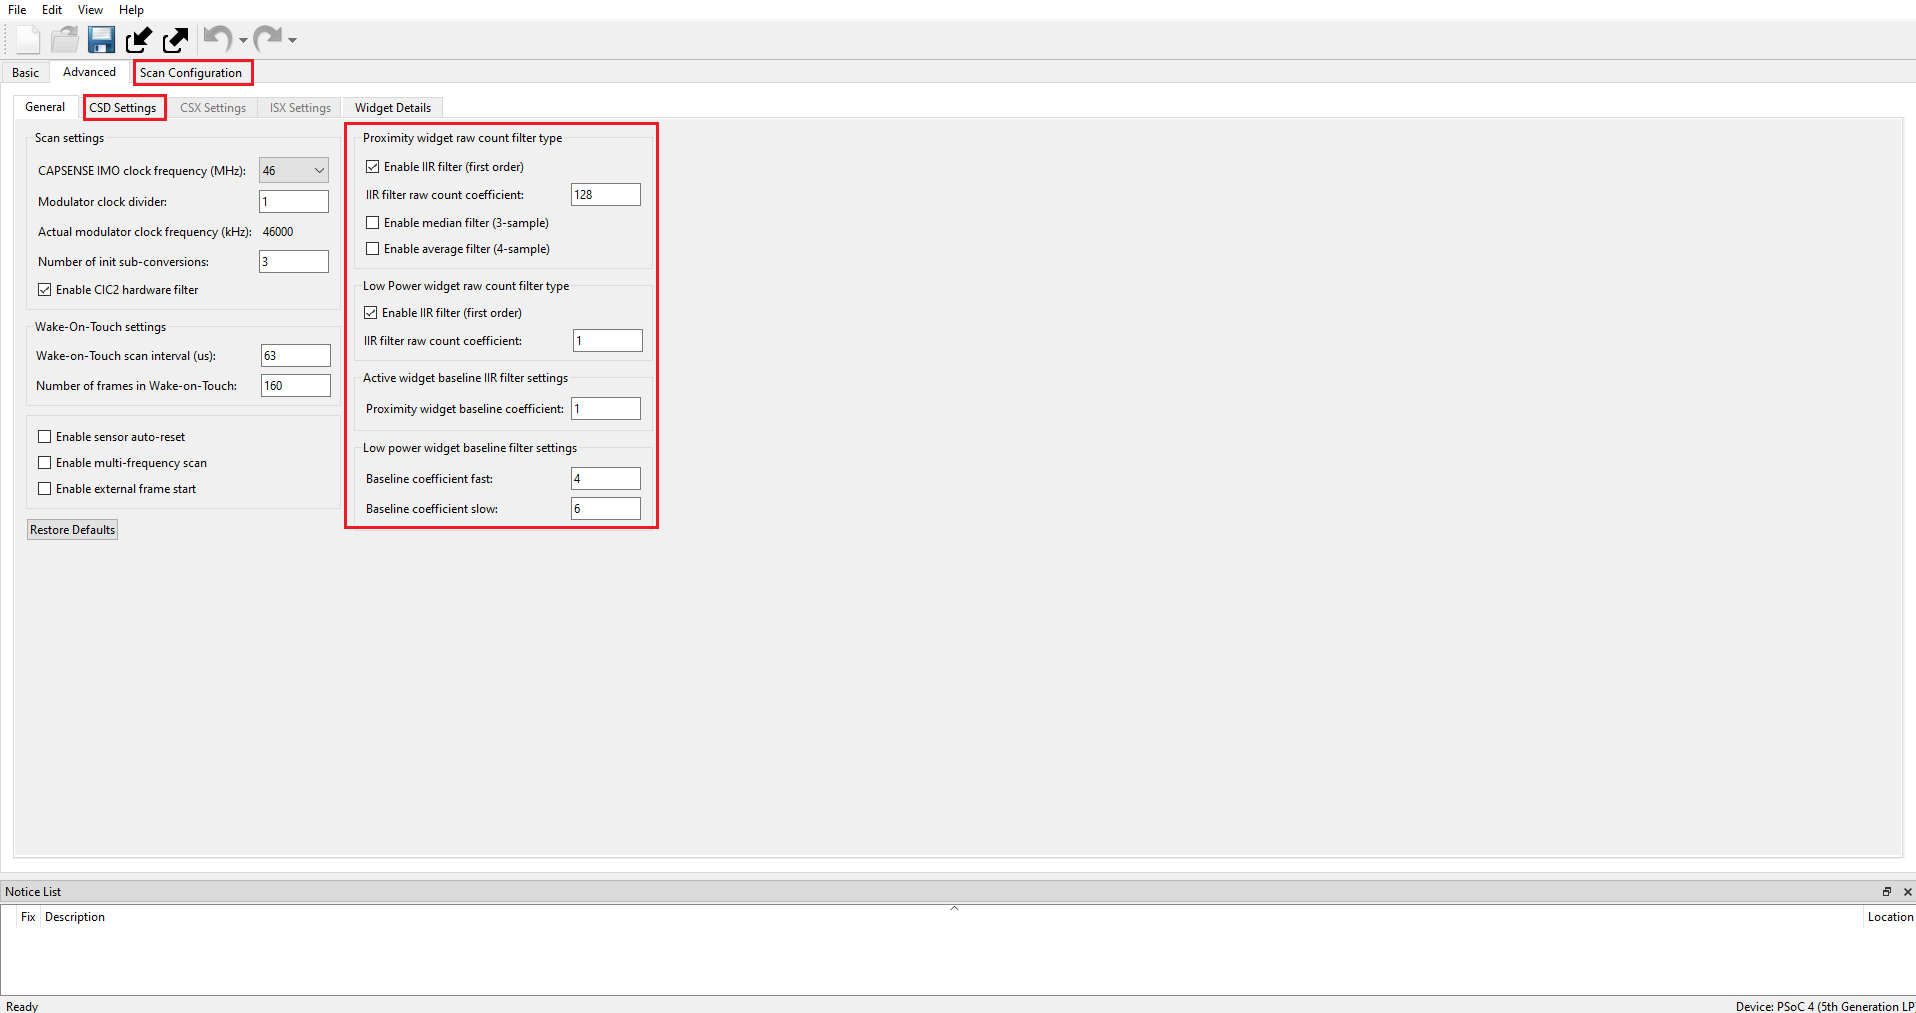 File Edit View Help
Basic Advanced Scan Configuration
General CSD Settings CSX Settings ISX Settings Widget Details
Scan settings
CAPSENSE IMO clock frequency (MHz): 46
Modulator clock divider: 1
Actual modulator clock frequency (kHz): 46000
Number of init sub-conversions: 3
Enable CIC2 hardware filter
Wake-On-Touch settings
Wake-on-Touch scan interval (us): 63
Number of frames in Wake-on-Touch: 160
Enable sensor auto-reset
Enable multi-frequency scan
Enable external frame start
Restore Defaults
Proximity widget raw count filter type
Enable IIR filter (first order)
IIR filter raw count coefficient: 128
Enable median filter (3-sample)
Enable average filter (4-sample)
Low Power widget raw count filter type
Enable IIR filter (first order)
IIR filter raw count coefficient: 1
Active widget baseline IIR filter settings
Proximity widget baseline coefficient: 1
Low power widget baseline filter settings
Baseline coefficient fast: 4
Baseline coefficient slow: 6
Notice List
Fix Description Location
Ready Device: PSoC 4 (5th Generation LP)